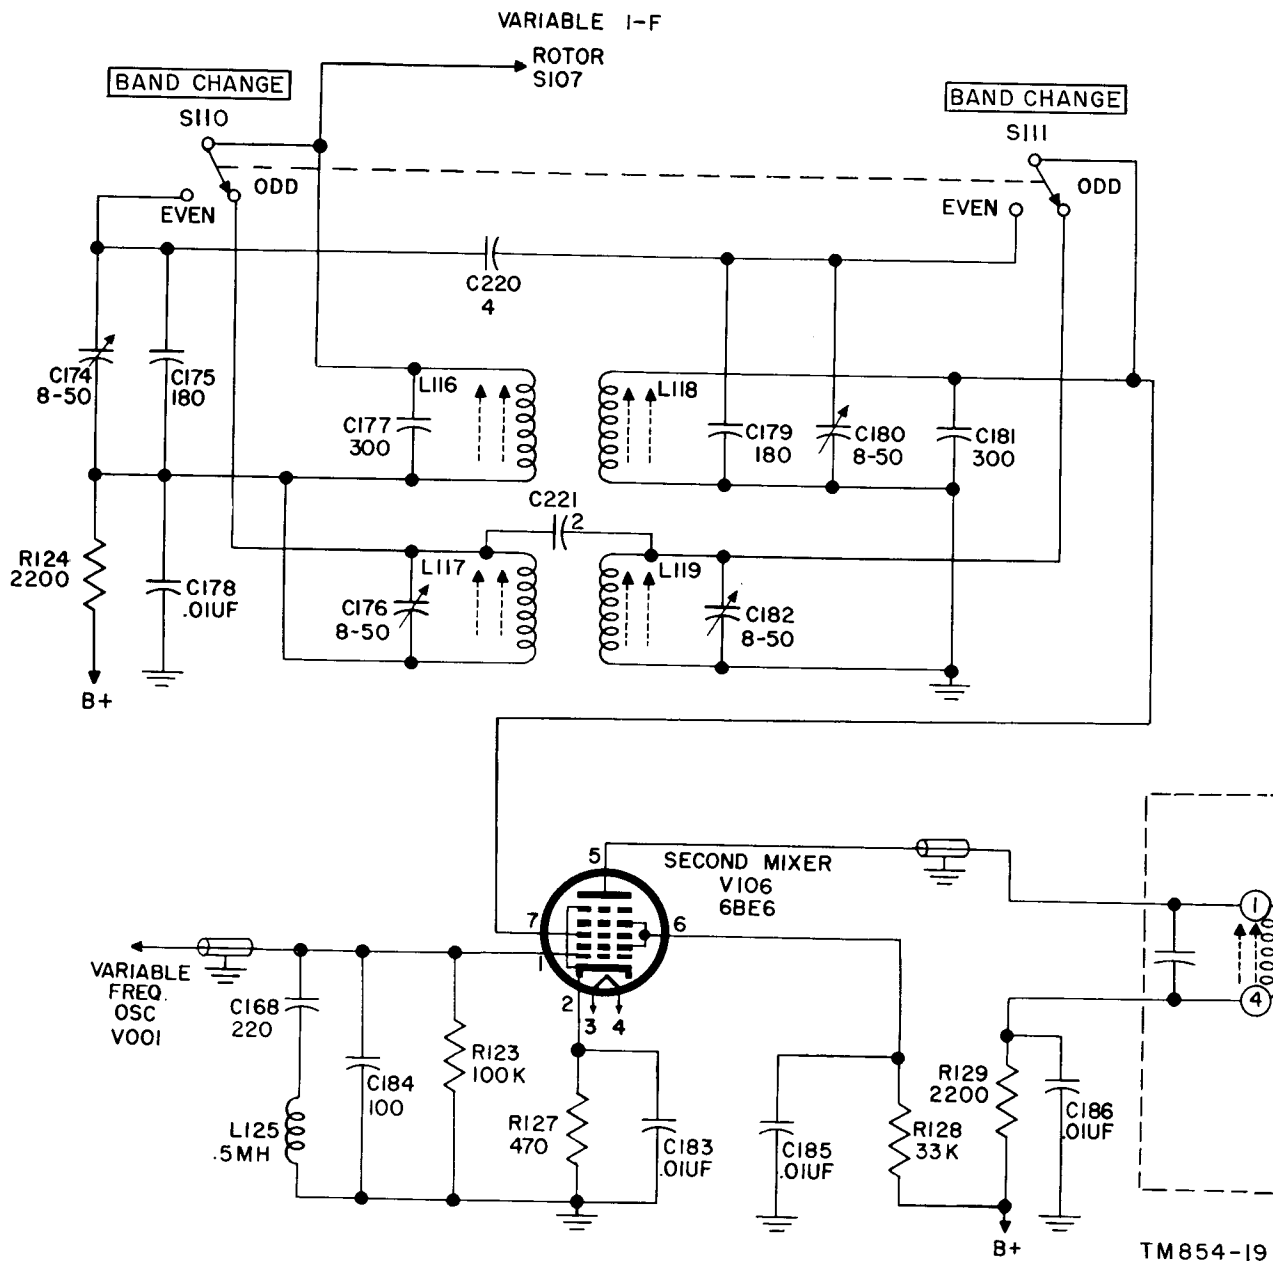 VARIABLE I-F
ROTOR
S107
BAND CHANGE
S110
ODD
EVEN
BAND CHANGE
S111
ODD
EVEN
C220
4
C174
8-50
C175
180
L116
C177
300
L118
C179
180
C180
8-50
C181
300
C221
2
R124
2200
C178
.01UF
B+
L117
C176
8-50
L119
C182
8-50
5
SECOND MIXER
V106
6BE6
7
6
1
2
3
4
VARIABLE
FREQ.
OSC
V001
C168
220
L125
.5MH
C184
100
R123
100K
R127
470
C183
.01UF
C185
.01UF
R128
33K
R129
2200
C186
.01UF
B+
1
4
TM854-19